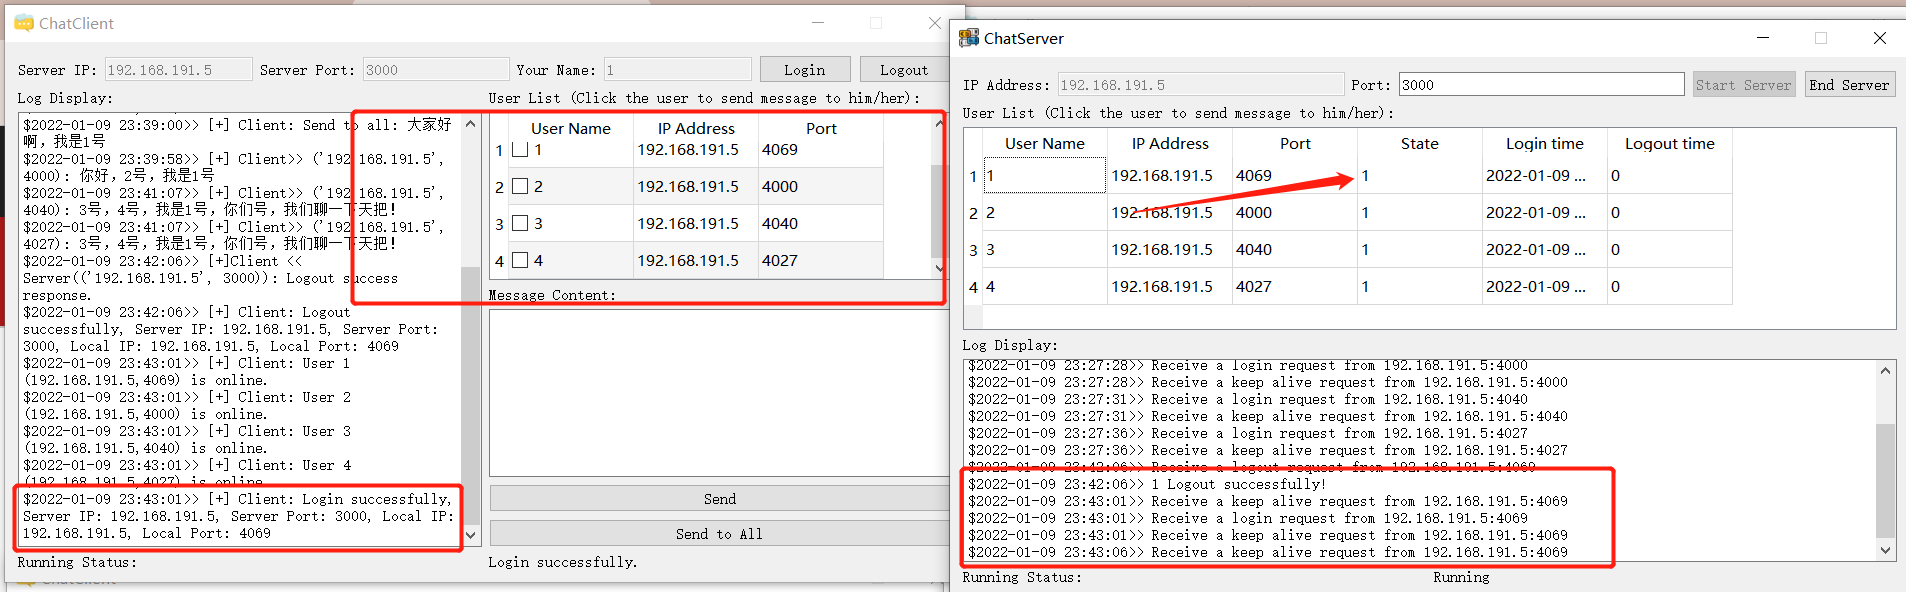 ChatClient
Server IP: 192.168.191.5 Server Port: 3000 Your Name: 1 Login Logout
Log Display:
$2022-01-09 23:39:00>> [+] Client: Send to all: 大家好
啊，我是1号
$2022-01-09 23:39:58>> [+] Client>> ('192.168.191.5',
4000): 你好，2号，我是1号
$2022-01-09 23:41:07>> [+] Client>> ('192.168.191.5',
4040): 3号，4号，我是1号，你们号，我们聊一下天把！
$2022-01-09 23:41:07>> [+] Client>> ('192.168.191.5',
4027): 3号，4号，我是1号，你们号，我们聊一下天把！
$2022-01-09 23:42:06>> [+]Client <<
Server(('192.168.191.5', 3000)): Logout success
response.
$2022-01-09 23:42:06>> [+] Client: Logout
successfully, Server IP: 192.168.191.5, Server Port:
3000, Local IP: 192.168.191.5, Local Port: 4069
$2022-01-09 23:43:01>> [+] Client: User 1
(192.168.191.5,4069) is online.
$2022-01-09 23:43:01>> [+] Client: User 2
(192.168.191.5,4000) is online.
$2022-01-09 23:43:01>> [+] Client: User 3
(192.168.191.5,4040) is online.
$2022-01-09 23:43:01>> [+] Client: User 4
(192.168.191.5,4027) is online.
$2022-01-09 23:43:01>> [+] Client: Login successfully,
Server IP: 192.168.191.5, Server Port: 3000, Local IP:
192.168.191.5, Local Port: 4069
Running Status:
User List (Click the user to send message to him/her):
User Name IP Address Port
1 1 192.168.191.5 4069
2 2 192.168.191.5 4000
3 3 192.168.191.5 4040
4 4 192.168.191.5 4027
Message Content:
Send
Send to All
Login successfully.
ChatClient
ChatServer
IP Address: 192.168.191.5 Port: 3000 Start Server End Server
User List (Click the user to send message to him/her):
User Name IP Address Port State Login time Logout time
1 1 192.168.191.5 4069 1 2022-01-09 ... 0
2 2 192.168.191.5 4000 1 2022-01-09 ... 0
3 3 192.168.191.5 4040 1 2022-01-09 ... 0
4 4 192.168.191.5 4027 1 2022-01-09 ... 0
Log Display:
$2022-01-09 23:27:28>> Receive a login request from 192.168.191.5:4000
$2022-01-09 23:27:28>> Receive a keep alive request from 192.168.191.5:4000
$2022-01-09 23:27:31>> Receive a login request from 192.168.191.5:4040
$2022-01-09 23:27:31>> Receive a keep alive request from 192.168.191.5:4040
$2022-01-09 23:27:36>> Receive a login request from 192.168.191.5:4027
$2022-01-09 23:27:36>> Receive a keep alive request from 192.168.191.5:4027
$2022-01-09 23:42:06>> Receive a logout request from 192.168.191.5:4069
$2022-01-09 23:42:06>> 1 Logout successfully!
$2022-01-09 23:43:01>> Receive a keep alive request from 192.168.191.5:4069
$2022-01-09 23:43:01>> Receive a login request from 192.168.191.5:4069
$2022-01-09 23:43:01>> Receive a keep alive request from 192.168.191.5:4069
$2022-01-09 23:43:06>> Receive a keep alive request from 192.168.191.5:4069
Running Status: Running